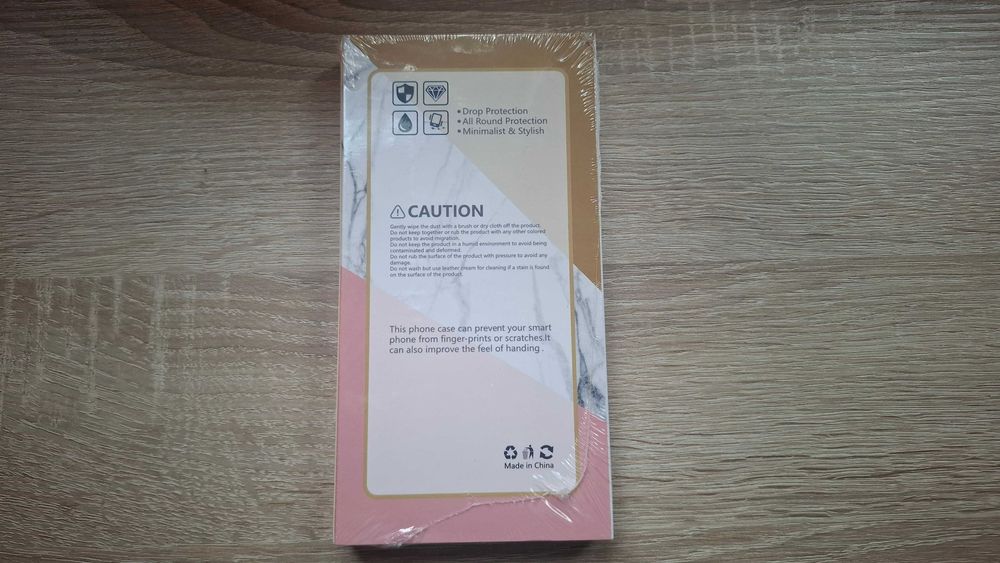 • Drop Protection
• All Round Protection
• Minimalist & Stylish
CAUTION
Gently wipe the dust with a brush or dry cloth off the product.
Do not keep together or rub the product with any other colored
products to avoid migration.
Do not keep the product in a humid environment to avoid being
contaminated and deformed.
Do not rub the surface of the product with pressure to avoid any
damage.
Do not wash but use leather cream for cleaning if a stain is found
on the surface of the product.
This phone case can prevent your smart
phone from finger-prints or scratches.It
can also improve the feel of handing .
Made in China